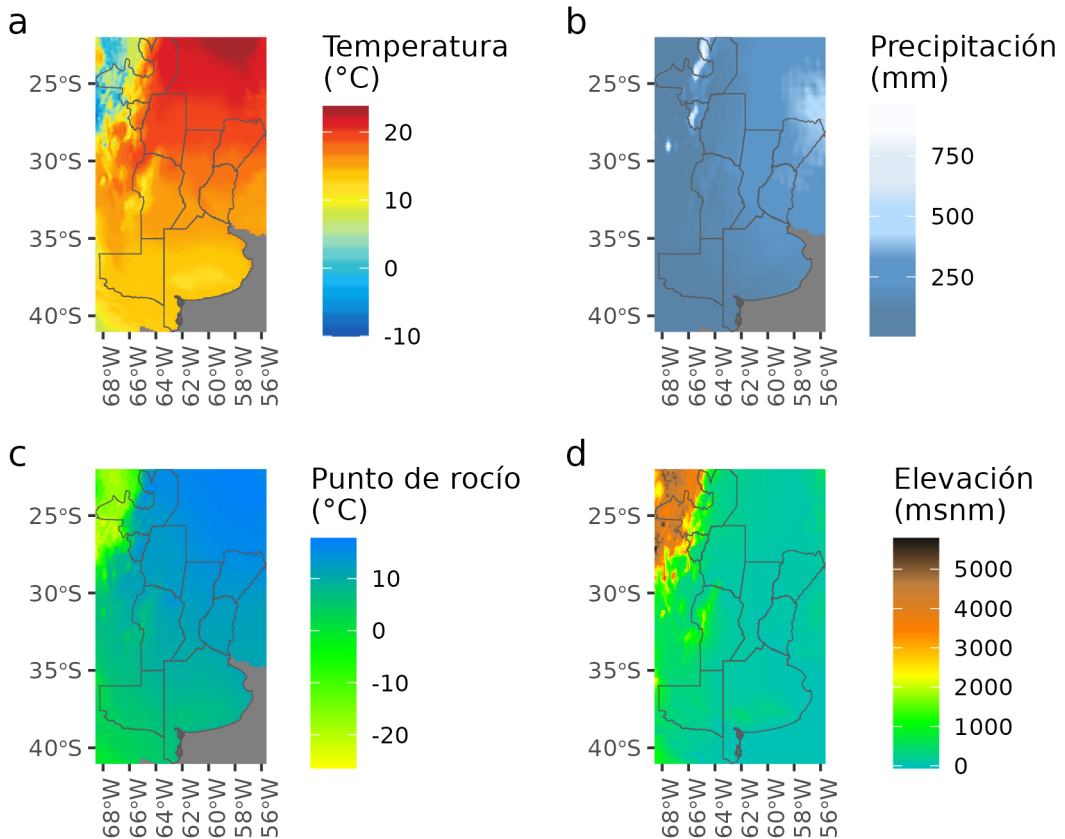 a
Temperatura
(°C)
20
10
0
-10
25°S
30°S
35°S
40°S
68°W
66°W
64°W
62°W
60°W
58°W
56°W
b
Precipitación
(mm)
750
500
250
25°S
30°S
35°S
40°S
68°W
66°W
64°W
62°W
60°W
58°W
56°W
c
Punto de rocío
(°C)
10
0
-10
-20
25°S
30°S
35°S
40°S
68°W
66°W
64°W
62°W
60°W
58°W
56°W
d
Elevación
(msnm)
5000
4000
3000
2000
1000
0
25°S
30°S
35°S
40°S
68°W
66°W
64°W
62°W
60°W
58°W
56°W